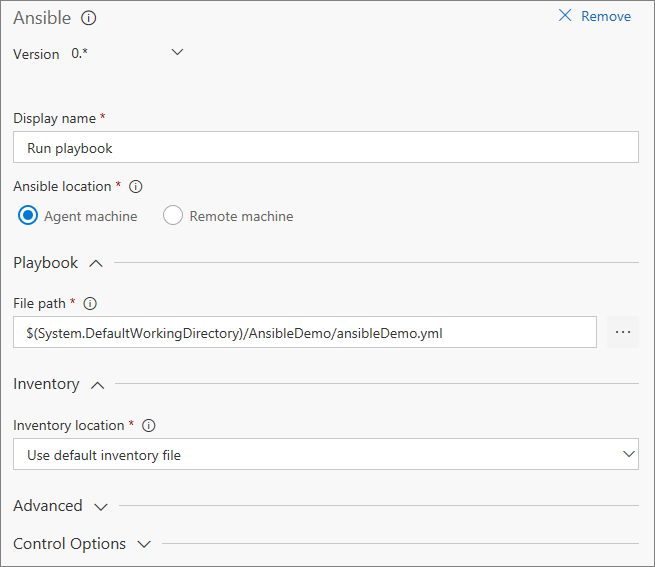 Ansible
Remove
Version 0.*
Display name *
Run playbook
Ansible location *
Agent machine Remote machine
Playbook
File path *
$(System.DefaultWorkingDirectory)/AnsibleDemo/ansibleDemo.yml
...
Inventory
Inventory location *
Use default inventory file
Advanced
Control Options